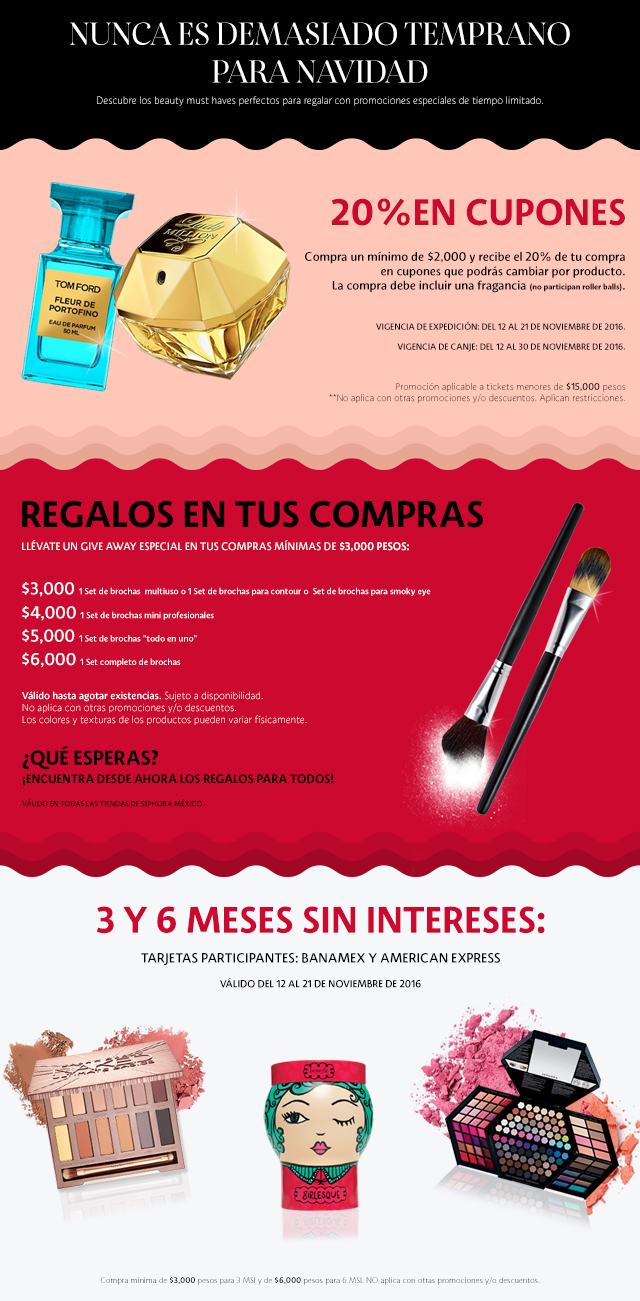 NUNCA ES DEMASIADO TEMPRANO
PARA NAVIDAD
Descubre los beauty must haves perfectos para regalar con promociones especiales de tiempo limitado.
20%EN CUPONES
Compra un mínimo de $2,000 y recibe el 20% de tu compra
en cupones que podrás cambiar por producto.
La compra debe incluir una fragancia (no participan roller balls).
VIGENCIA DE EXPEDICIÓN: DEL 12 AL 21 DE NOVIEMBRE DE 2016.
VIGENCIA DE CANJE: DEL 12 AL 30 DE NOVIEMBRE DE 2016.
Promoción aplicable a tickets menores de $15,000 pesos
**No aplica con otras promociones y/o descuentos. Aplican restricciones.
TOM FORD
FLEUR DE
PORTOFINO
EAU DE PARFUM
50 ML
Lady
MILLION
REGALOS EN TUS COMPRAS
LLÉVATE UN GIVE AWAY ESPECIAL EN TUS COMPRAS MÍNIMAS DE $3,000 PESOS:
$3,000 1 Set de brochas multiuso o 1 Set de brochas para contour o Set de brochas para smoky eye
$4,000 1 Set de brochas mini profesionales
$5,000 1 Set de brochas "todo en uno"
$6,000 1 Set completo de brochas
Válido hasta agotar existencias. Sujeto a disponibilidad.
No aplica con otras promociones y/o descuentos.
Los colores y texturas de los productos pueden variar físicamente.
¿QUÉ ESPERAS?
¡ENCUENTRA DESDE AHORA LOS REGALOS PARA TODOS!
VÁLIDO EN TODAS LAS TIENDAS DE SEPHORA MÉXICO.
3 Y 6 MESES SIN INTERESES:
TARJETAS PARTICIPANTES: BANAMEX Y AMERICAN EXPRESS
VÁLIDO DEL 12 AL 21 DE NOVIEMBRE DE 2016
BIRLESQUE
Compra mínima de $3,000 pesos para 3 MSI y de $6,000 pesos para 6 MSI. NO aplica con otras promociones y/o descuentos.